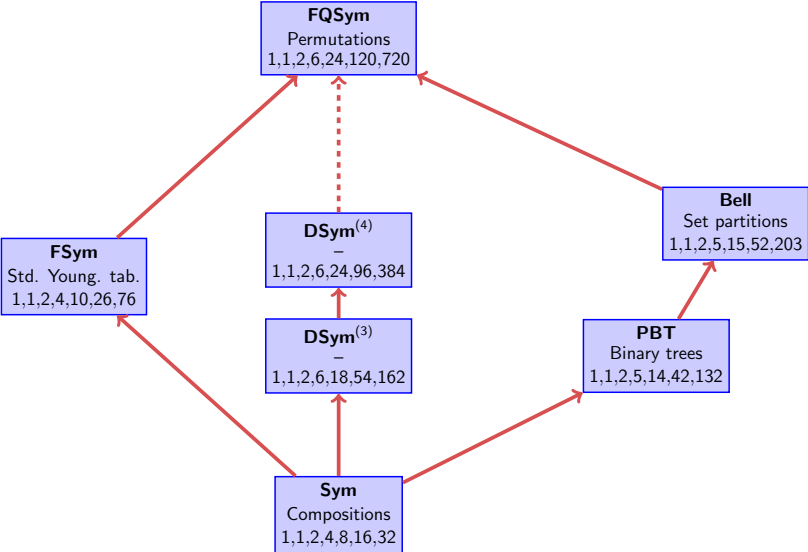 FQSym
Permutations
1,1,2,6,24,120,720
Bell
Set partitions
1,1,2,5,15,52,203
DSym(4)
–
1,1,2,6,24,96,384
FSym
Std. Young. tab.
1,1,2,4,10,26,76
DSym(3)
–
1,1,2,6,18,54,162
PBT
Binary trees
1,1,2,5,14,42,132
Sym
Compositions
1,1,2,4,8,16,32